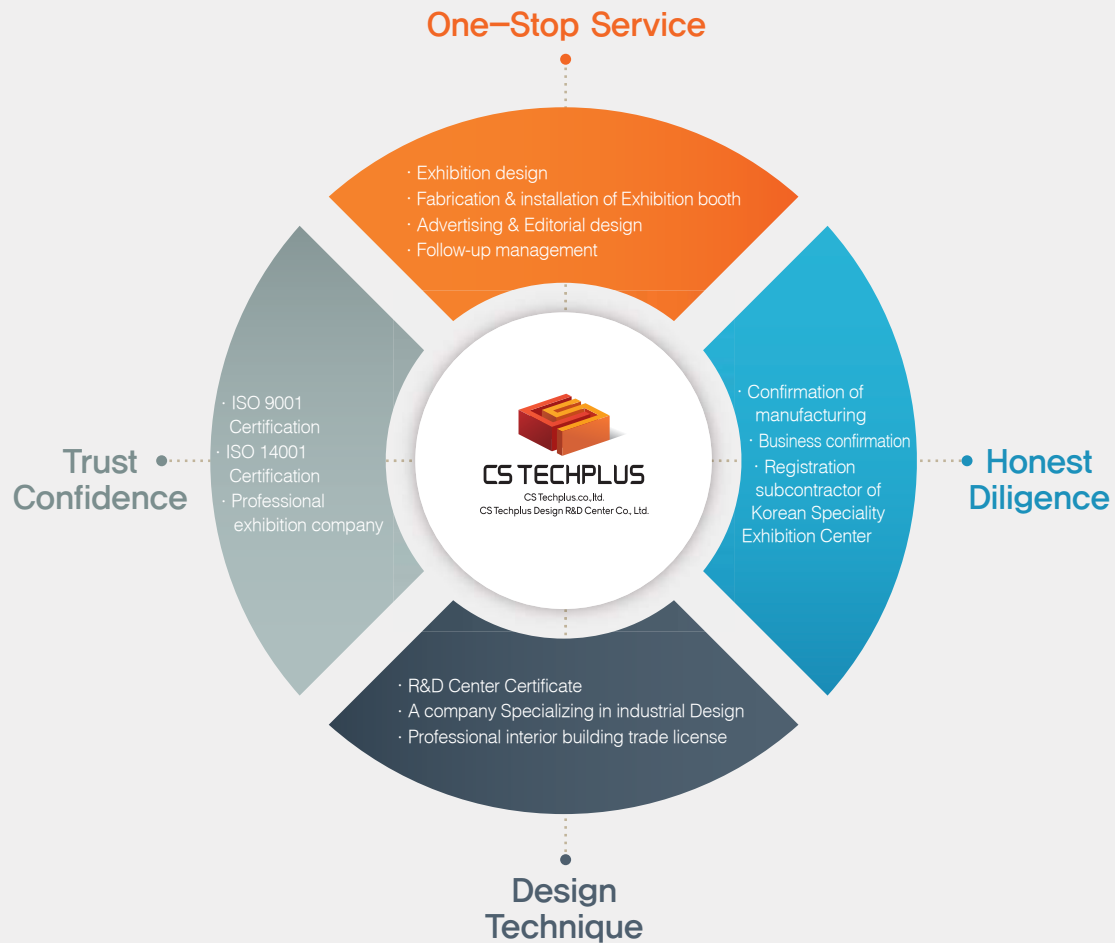 One-Stop Service
· Exhibition design
· Fabrication & installation of Exhibition booth
· Advertising & Editorial design
· Follow-up management
Trust
Confidence
· ISO 9001
Certification
· ISO 14001
Certification
· Professional
exhibition company
CS TECHPLUS
CS Techplus.co,.ltd.
CS Techplus Design R&D Center Co., Ltd.
· Confirmation of
manufacturing
· Business confirmation
· Registration
subcontractor of
Korean Speciality
Exhibition Center
Honest
Diligence
· R&D Center Certificate
· A company Specializing in industrial Design
· Professional interior building trade license
Design
Technique